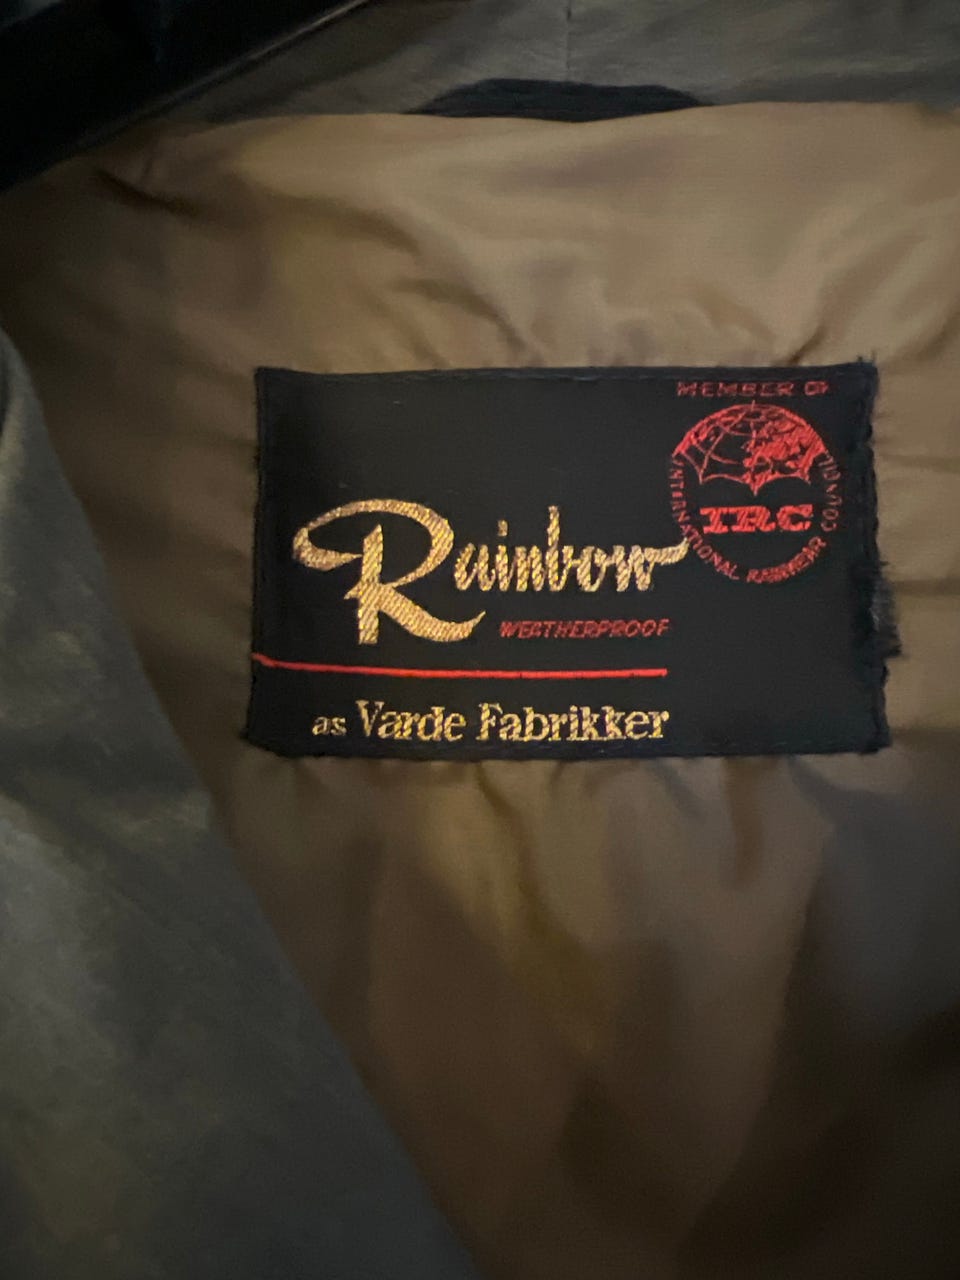 MEMBER OF
INTERNATIONAL RAINWEAR COUNCIL
IRC
Rainbow
WEATHERPROOF
as Varde Fabrikker